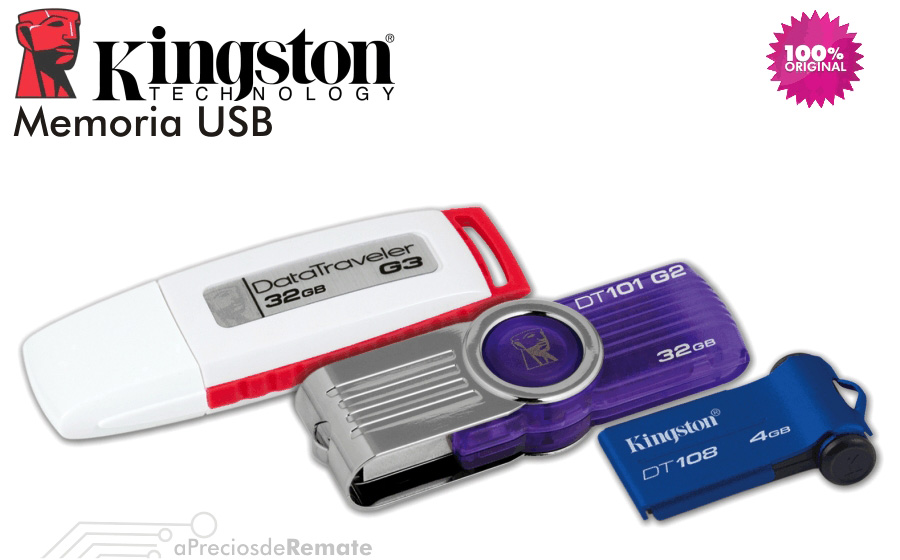 Kingston®
TECHNOLOGY
Memoria USB
100%
ORIGINAL
DataTraveler
G3
32GB
DT101 G2
32GB
Kingston®
4GB
DT108
aPreciosdeRemate